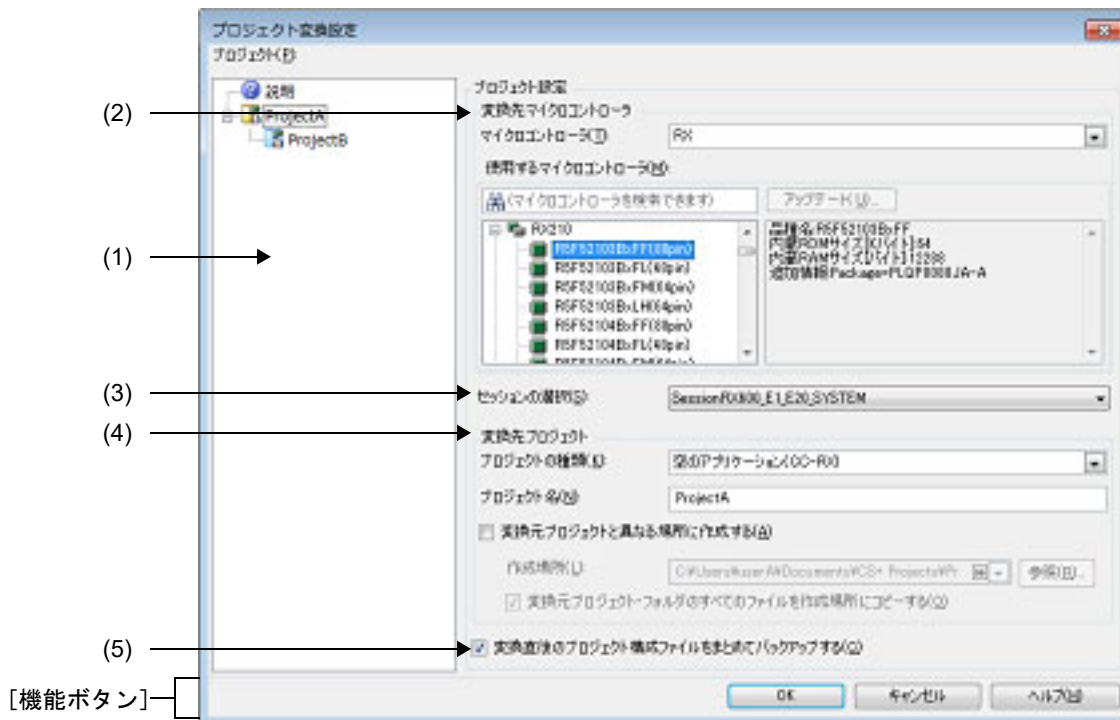 プロジェクト変換設定
プロジェクト(P)
説明
ProjectA
ProjectB
プロジェクト設定
(2)
変換先マイクロコントローラ
マイクロコントローラ(T):
RX
使用するマイクロコントローラ(M):
(マイクロコントローラを検索できます)
アップデート(U)...
(1)
RX210
R5F52103BxFF(80pin)
R5F52103BxFL(48pin)
R5F52103BxFM(64pin)
R5F52103BxLH(64pin)
R5F52104BxFF(80pin)
R5F52104BxFL(48pin)
R5F52104BxFM(64pin)
品種名:R5F52103BxFF
内蔵ROMサイズ[Kバイト]:64
内蔵RAMサイズ[バイト]:12288
追加情報:Package=PLQP0080JA-A
(3)
セッションの選択(S):
SessionRX600_E1_E20_SYSTEM
(4)
変換先プロジェクト
プロジェクトの種類(K):
空のアプリケーション(CC-RX)
プロジェクト名(N):
ProjectA
変換元プロジェクトと異なる場所に作成する(A)
作成場所(L):
参照(R)...
変換元プロジェクト・フォルダのすべてのファイルを作成場所にコピーする(O)
(5)
変換直後のプロジェクト構成ファイルをまとめてバックアップする(C)
[機能ボタン]
OK
キャンセル
ヘルプ(H)